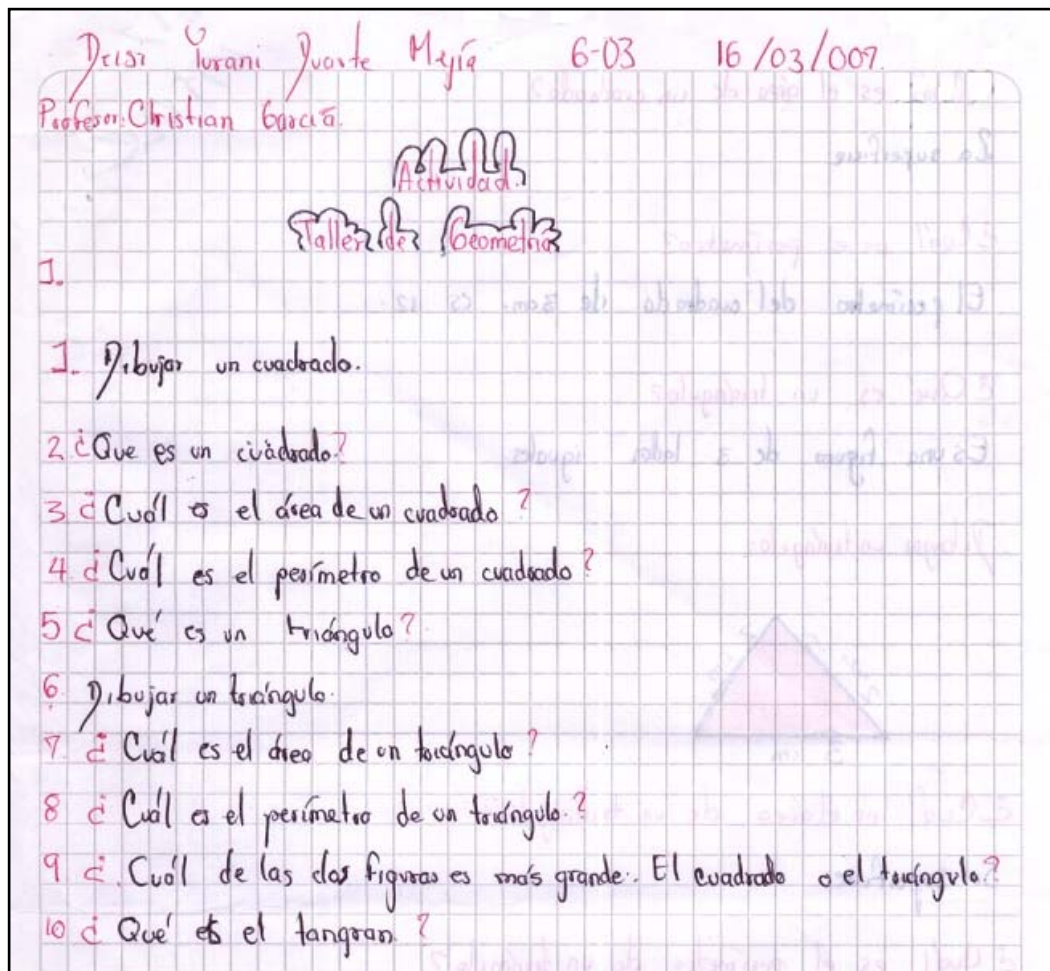 Deisi Yurani Duarte Mejía 6-03 16/03/009.
Profesor: Christian García.
Actividad.
Taller de Geometría
1.
1. Dibujar un cuadrado.
2 ¿Que es un cuadrado?
3 ¿Cuál es el área de un cuadrado?
4. ¿Cuál es el perímetro de un cuadrado?
5 ¿Qué es un triángulo?
6. Dibujar un triángulo.
7. ¿Cuál es el área de un triángulo?
8 ¿Cuál es el perímetro de un triángulo?
9 ¿Cuál de las dos figuras es más grande. El cuadrado o el triángulo?
10 ¿Qué es el tangran?